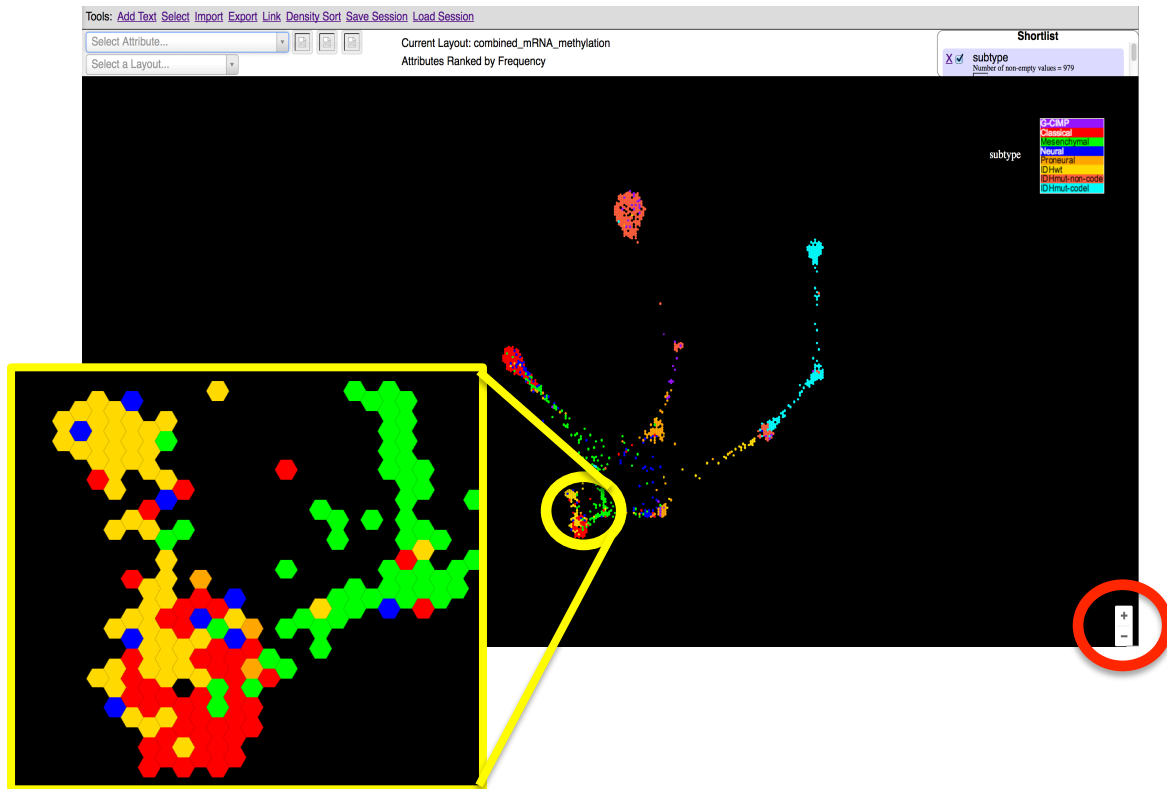 Tools: Add Text Select Import Export Link Density Sort Save Session Load Session
Select Attribute...
Select a Layout...
Current Layout: combined_mRNA_methylation
Attributes Ranked by Frequency
Shortlist
X subtype
Number of non-empty values = 979
subtype
G-CIMP
Classical
Mesenchymal
Neural
Proneural
IDHwt
IDHmut-non-codel
IDHmut-codel
+
−